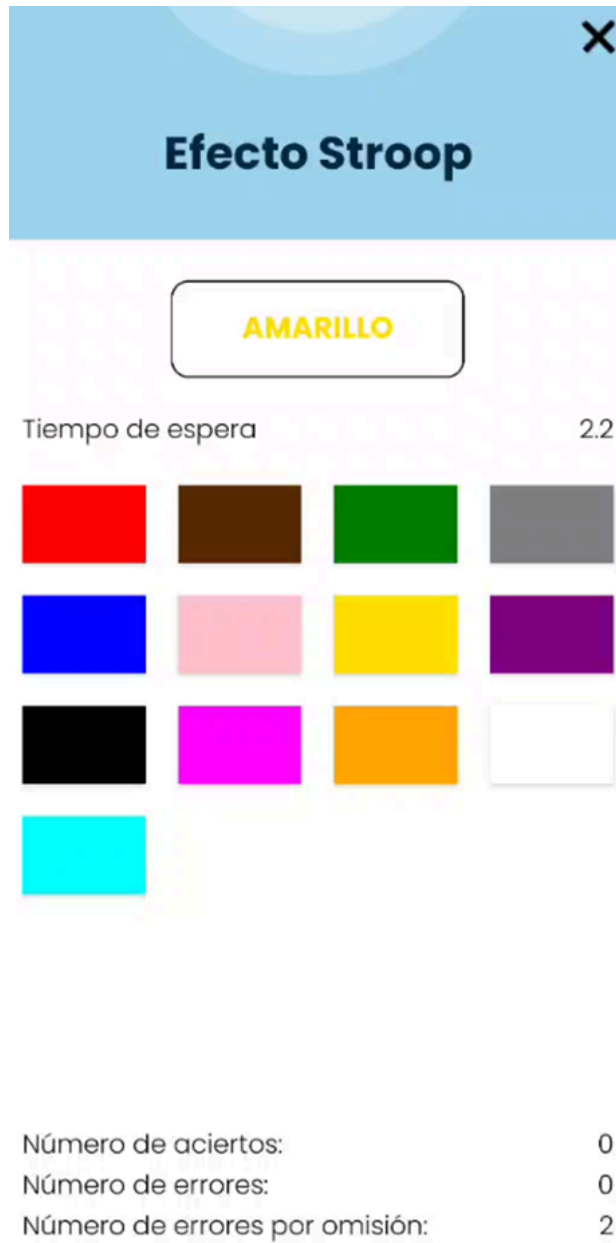 Efecto Stroop
AMARILLO
Tiempo de espera 2.2
Número de aciertos: 0
Número de errores: 0
Número de errores por omisión: 2